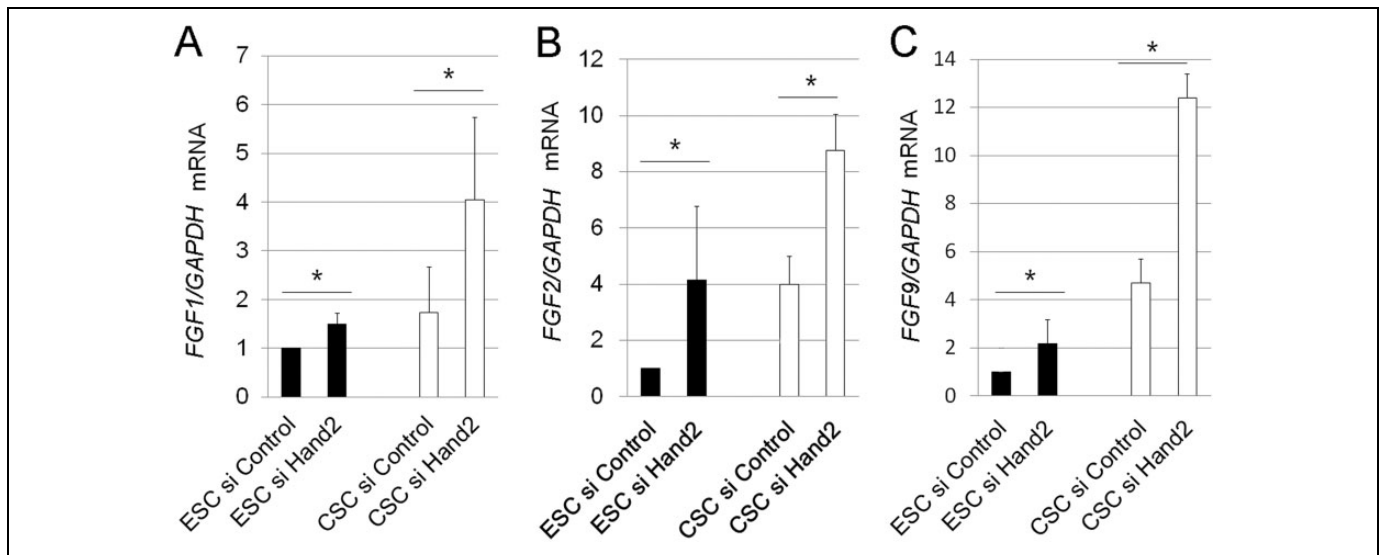 A
FGF1/GAPDH mRNA
7
6
5
4
3
2
1
0
*
*
ESC si Control
ESC si Hand2
CSC si Control
CSC si Hand2
B
FGF2/GAPDH mRNA
12
10
8
6
4
2
0
*
*
ESC si Control
ESC si Hand2
CSC si Control
CSC si Hand2
C
FGF9/GAPDH mRNA
14
12
10
8
6
4
2
0
*
*
ESC si Control
ESC si Hand2
CSC si Control
CSC si Hand2